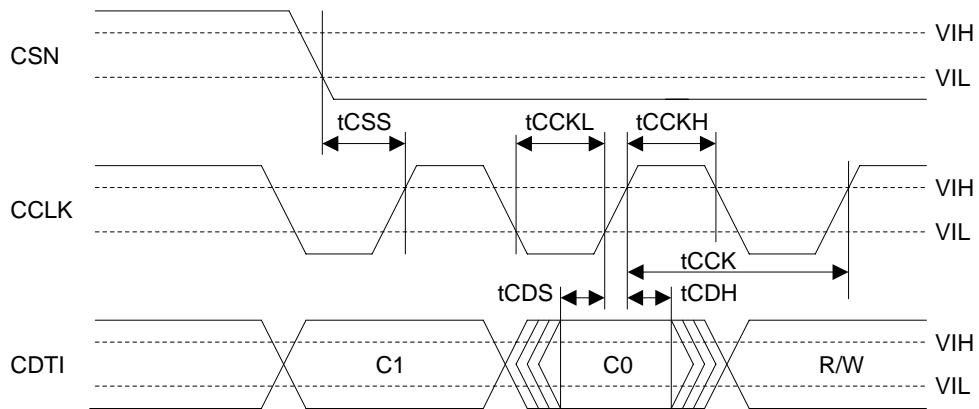 CSN
VIH
VIL
tCSS
tCCKL
tCCKH
CCLK
VIH
VIL
tCCK
tCDS
tCDH
CDTI
C1
C0
R/W
VIH
VIL